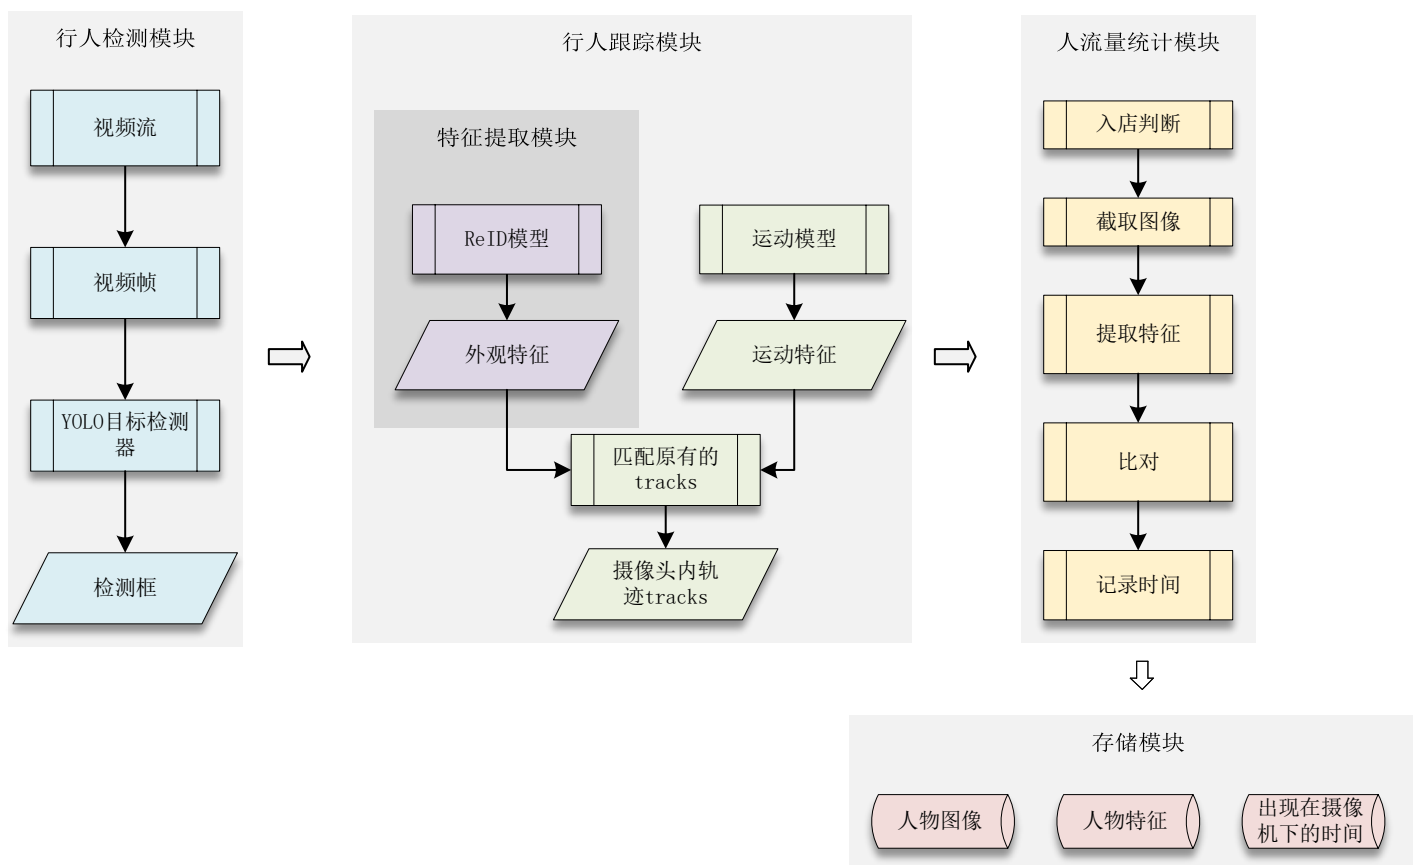 行人检测模块
视频流
视频帧
YOLO目标检测
器
检测框
行人跟踪模块
特征提取模块
ReID模型
外观特征
运动模型
运动特征
匹配原有的
tracks
摄像头内轨
迹tracks
人流量统计模块
入店判断
截取图像
提取特征
比对
记录时间
存储模块
人物图像
人物特征
出现在摄像
机下的时间